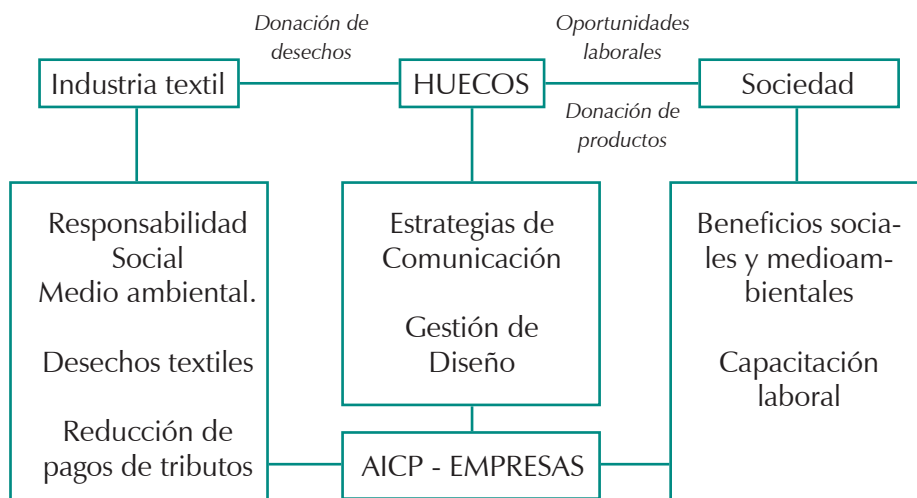 Donación de
desechos
Oportunidades
laborales
Industria textil
HUECOS
Sociedad
Donación de
productos
Responsabilidad
Social
Medio ambiental.
Desechos textiles
Reducción de
pagos de tributos
Estrategias de
Comunicación
Gestión de
Diseño
AICP - EMPRESAS
Beneficios socia-
les y medioam-
bientales
Capacitación
laboral